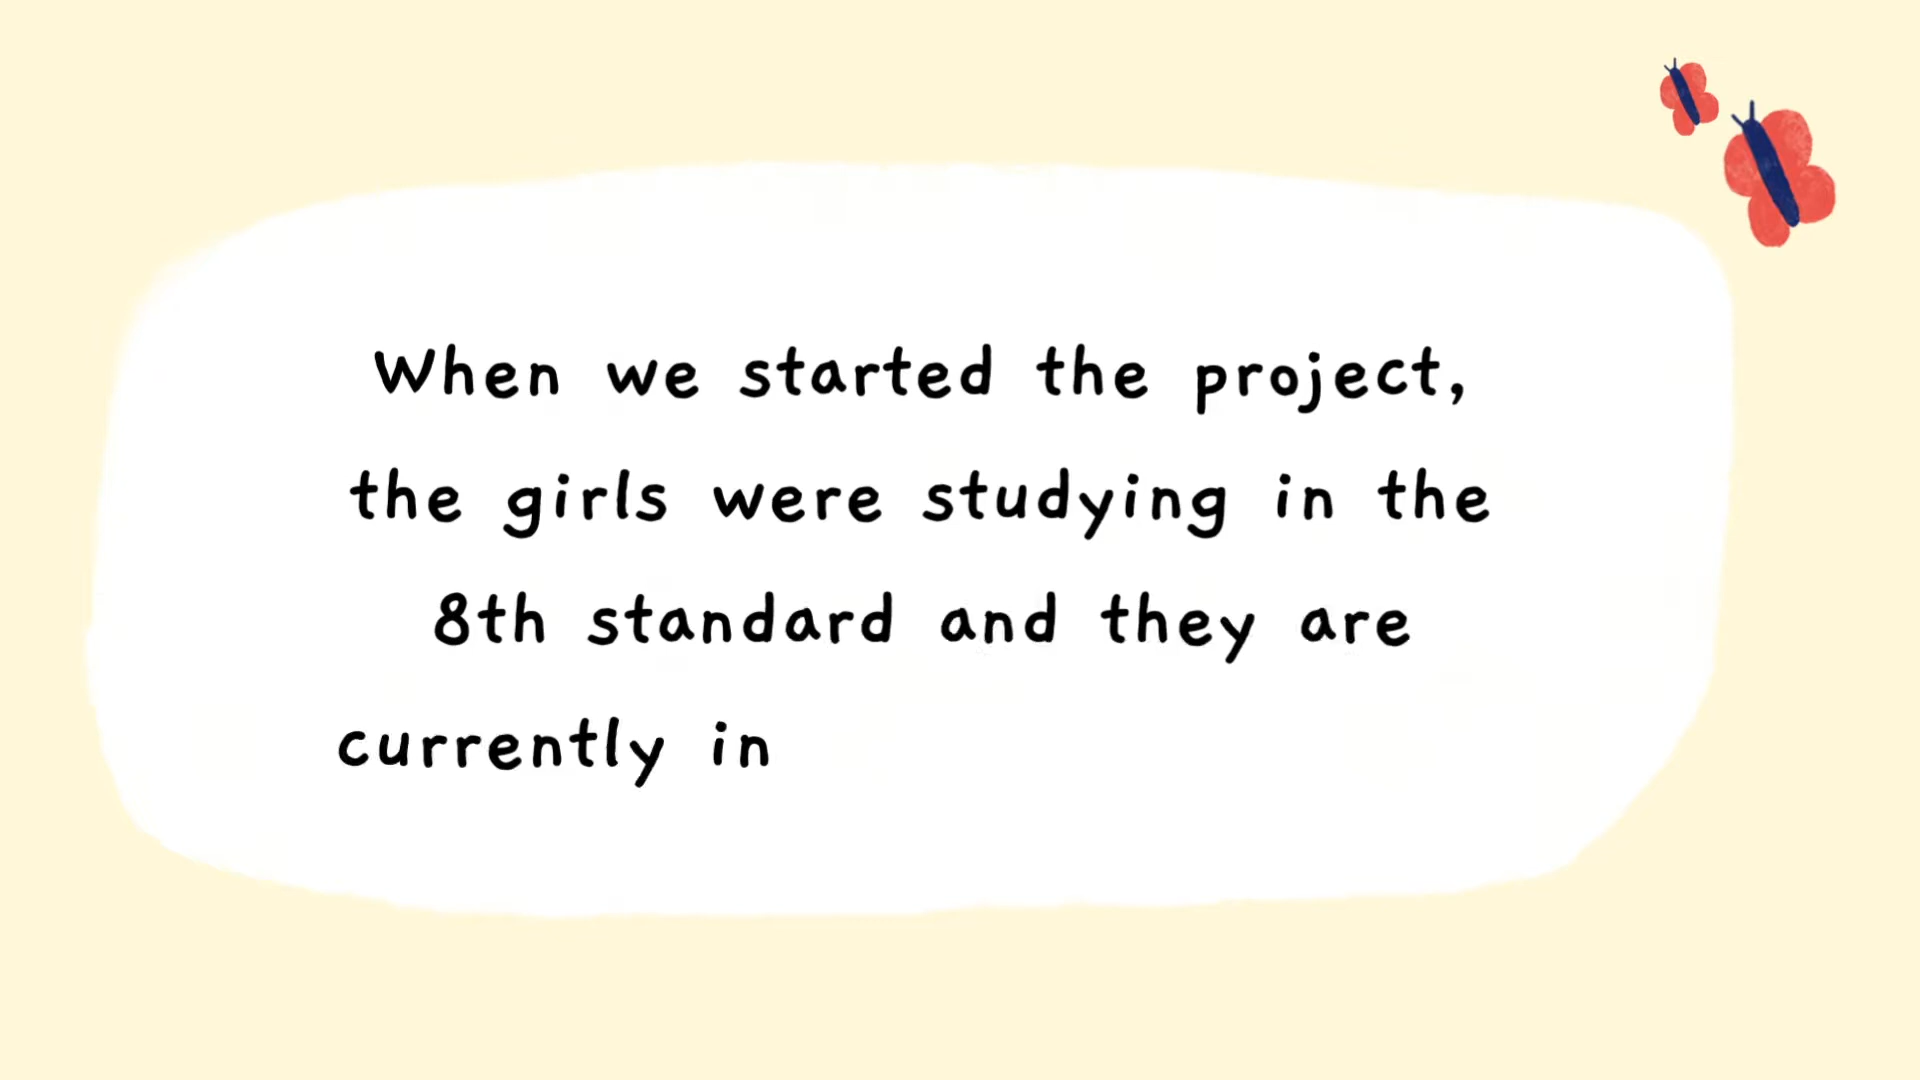 When we started the project,
the girls were studying in the
8th standard and they are
currently in